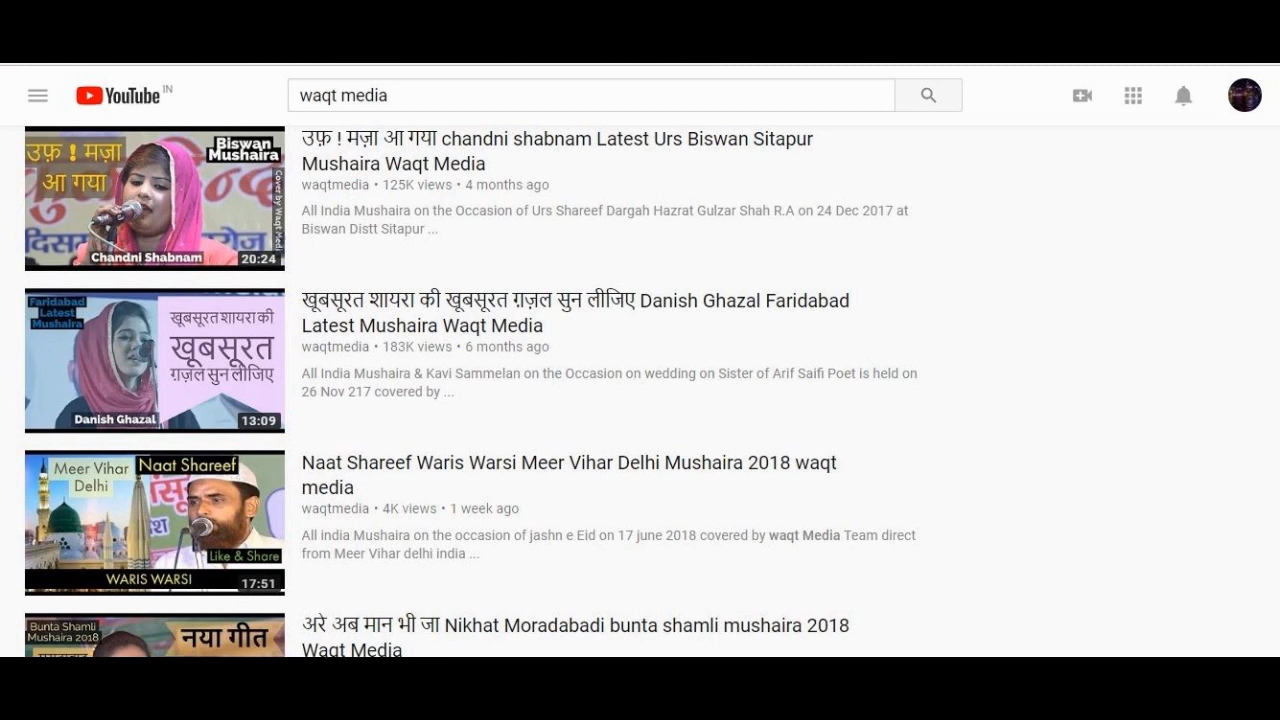 YouTube IN
waqt media
उफ़ ! मज़ा
आ गया
Biswan
Mushaira
Cover by Waqt Medi
Chandni Shabnam
20:24
उफ़ ! मज़ा आ गया chandni shabnam Latest Urs Biswan Sitapur
Mushaira Waqt Media
waqtmedia • 125K views • 4 months ago
All India Mushaira on the Occasion of Urs Shareef Dargah Hazrat Gulzar Shah R.A on 24 Dec 2017 at
Biswan Distt Sitapur ...
Faridabad
Latest
Mushaira
खूबसूरत शायरा की
खूबसूरत
ग़ज़ल सुन लीजिए
Danish Ghazal
13:09
खूबसूरत शायरा की खूबसूरत ग़ज़ल सुन लीजिए Danish Ghazal Faridabad
Latest Mushaira Waqt Media
waqtmedia • 183K views • 6 months ago
All India Mushaira & Kavi Sammelan on the Occasion on wedding on Sister of Arif Saifi Poet is held on
26 Nov 217 covered by ...
Meer Vihar
Delhi
Naat Shareef
Like & Share
WARIS WARSI
17:51
Naat Shareef Waris Warsi Meer Vihar Delhi Mushaira 2018 waqt
media
waqtmedia • 4K views • 1 week ago
All india Mushaira on the occasion of jashn e Eid on 17 june 2018 covered by waqt Media Team direct
from Meer Vihar delhi india ...
Bunta Shamli
Mushaira 2018
नया गीत
अरे अब मान भी जा Nikhat Moradabadi bunta shamli mushaira 2018
Waqt Media